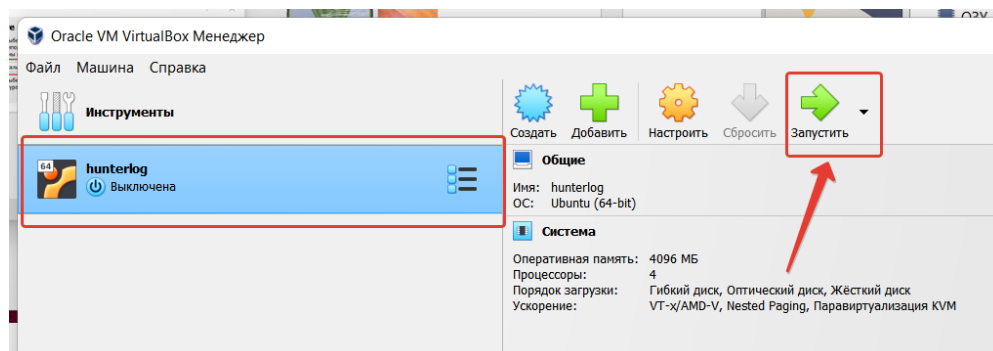 ОЗУ
Oracle VM VirtualBox Менеджер
Файл Машина Справка
Инструменты
Создать Добавить Настроить Сбросить Запустить
64
hunterlog
Выключена
Общие
Имя: hunterlog
ОС: Ubuntu (64-bit)
Система
Оперативная память: 4096 МБ
Процессоры: 4
Порядок загрузки: Гибкий диск, Оптический диск, Жёсткий диск
Ускорение: VT-x/AMD-V, Nested Paging, Паравиртуализация KVM